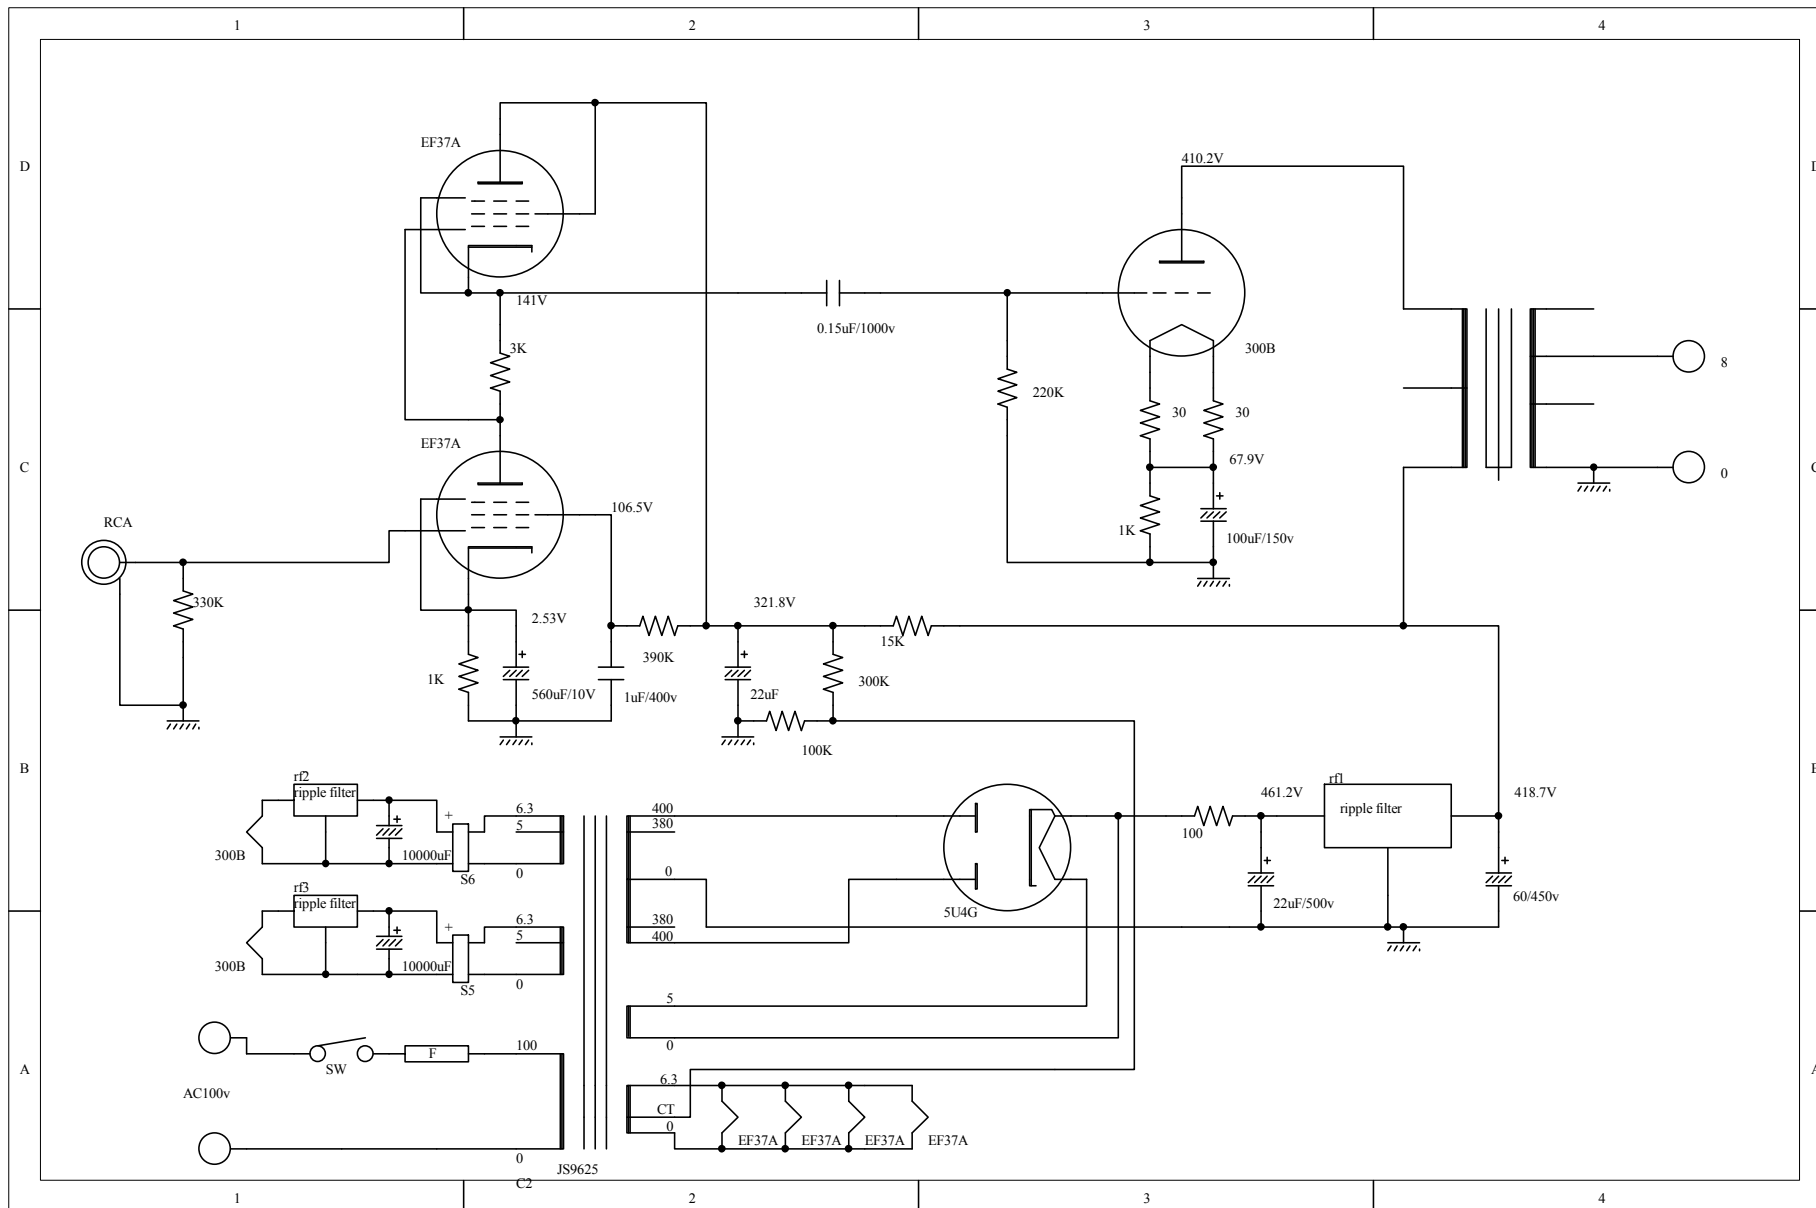 1 2 3 4
D
EF37A
410.2V
D
141V
0.15uF/1000v
3K
300B
8
220K
30 30
EF37A
C
67.9V
C
0
106.5V
RCA
1K
100uF/150v
330K
2.53V
321.8V
15K
390K
1K
560uF/10V
1uF/400v
22uF
300K
100K
B
B
rf2
ripple filter
+
6.3
5
400
380
461.2V
rf1
ripple filter
418.7V
100
300B
10000uF
S6
0
0
5U4G
22uF/500v
60/450v
rf3
ripple filter
+
6.3
5
380
400
300B
10000uF
S5
0
5
0
A
SW
F
100
A
AC100v
6.3
CT
0
EF37A EF37A EF37A EF37A
0
JS9625
C2
1 2 3 4